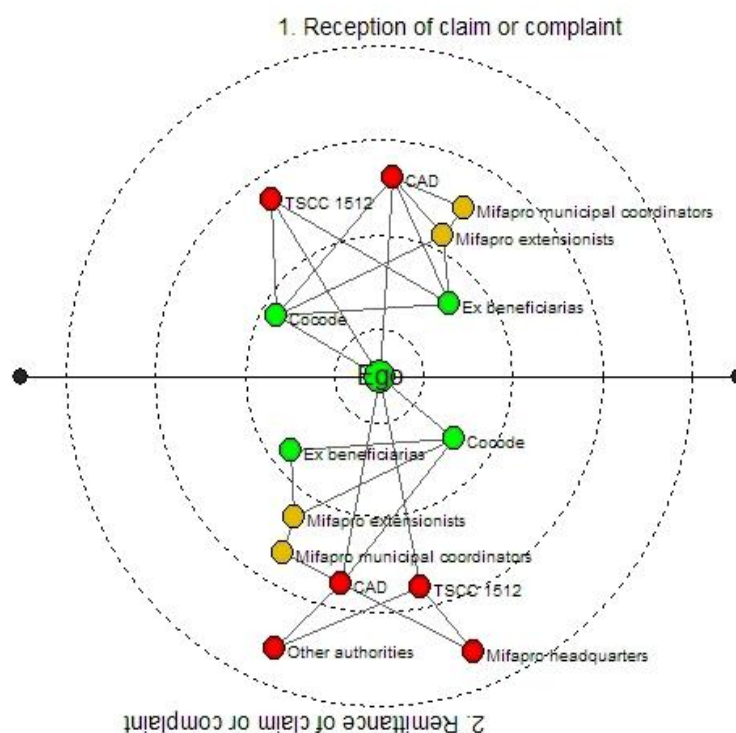 1. Reception of claim or complaint
CAD
TSCC 1512
Mifapro municipal coordinators
Mifapro extensionists
Ex beneficiarias
Cocode
Ego
Cocode
Ex beneficiarias
Mifapro extensionists
Mifapro municipal coordinators
CAD
TSCC 1512
Other authorities
Mifapro headquarters
2. Remittance of claim or complaint